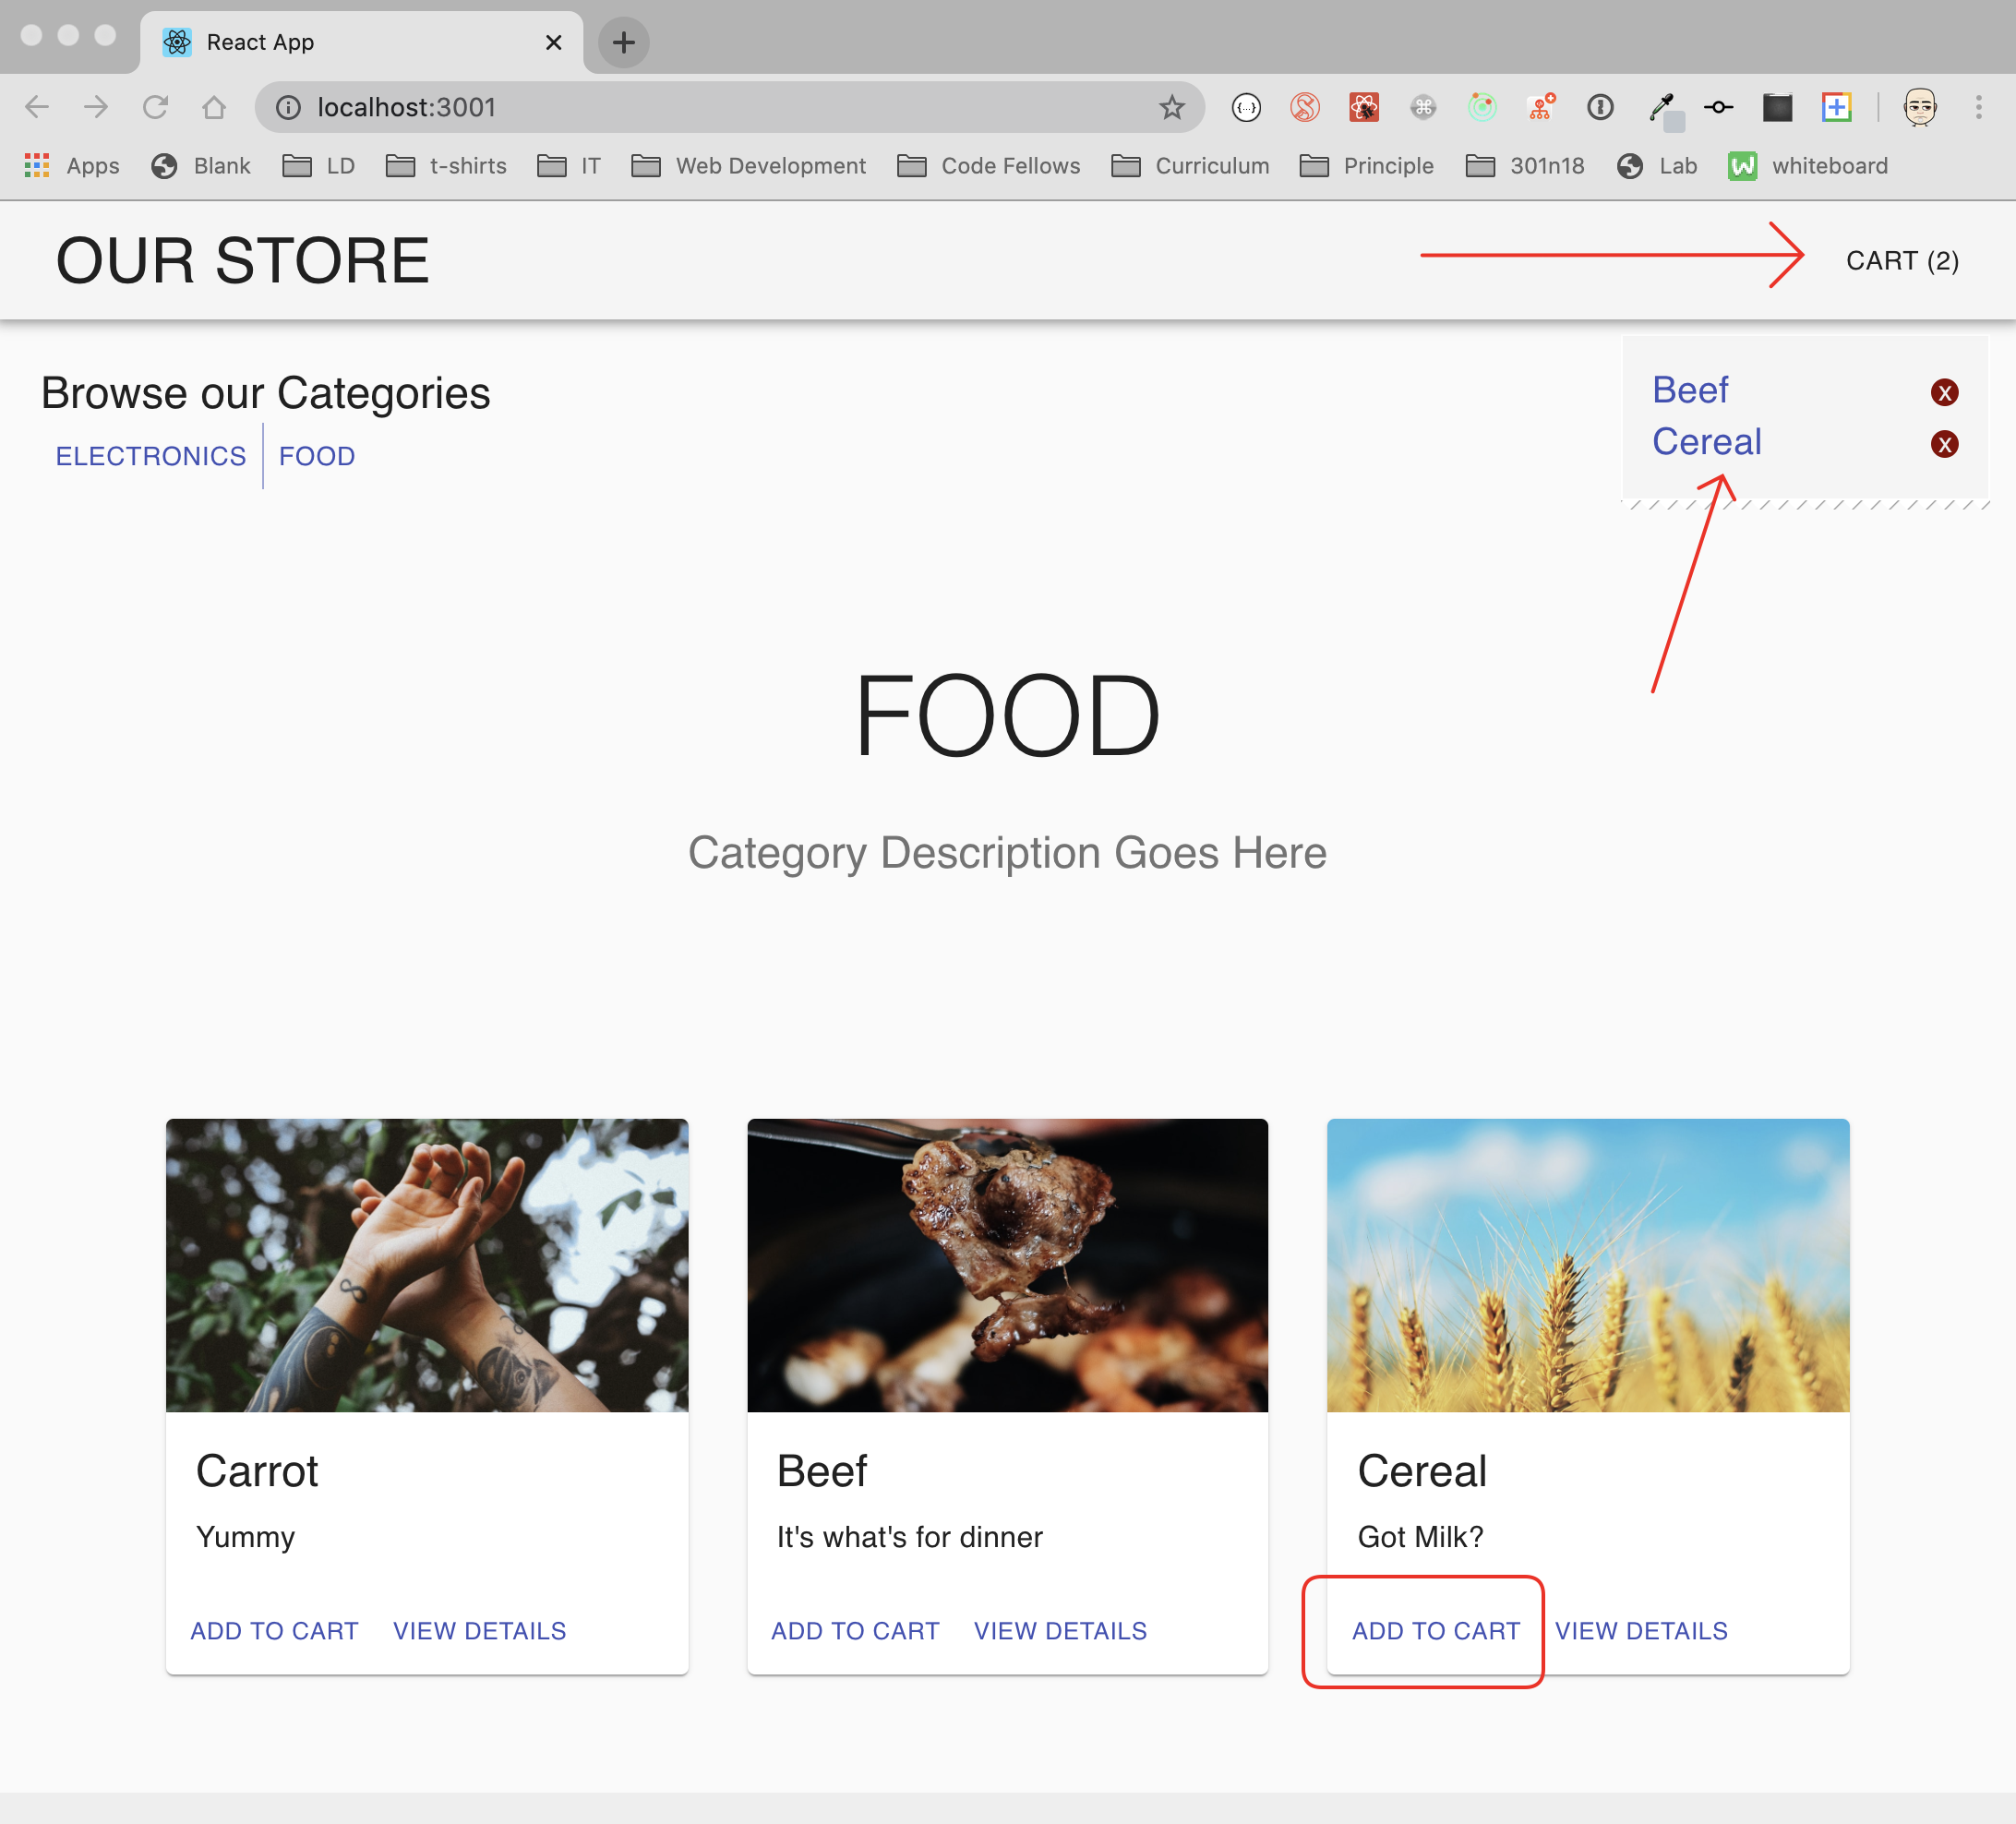 React App
localhost:3001
Apps Blank LD t-shirts IT Web Development Code Fellows Curriculum Principle 301n18 Lab whiteboard
OUR STORE
CART (2)
Browse our Categories
ELECTRONICS FOOD
Beef X
Cereal X
FOOD
Category Description Goes Here
Carrot
Yummy
ADD TO CART VIEW DETAILS
Beef
It's what's for dinner
ADD TO CART VIEW DETAILS
Cereal
Got Milk?
ADD TO CART VIEW DETAILS